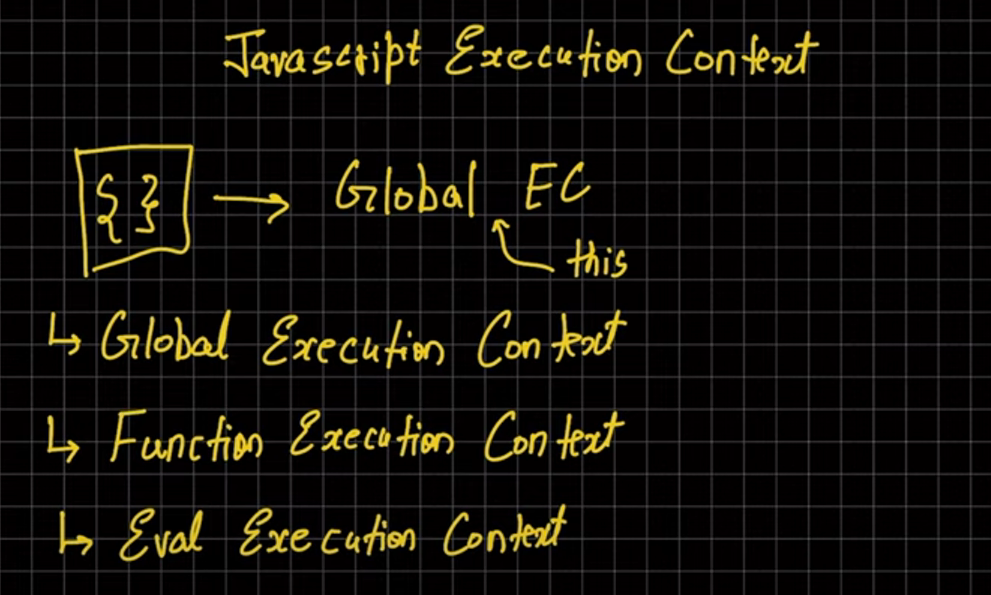 Javascript Execution Context
{ } → Global EC
this
↳ Global Execution Context
↳ Function Execution Context
↳ Eval Execution Context